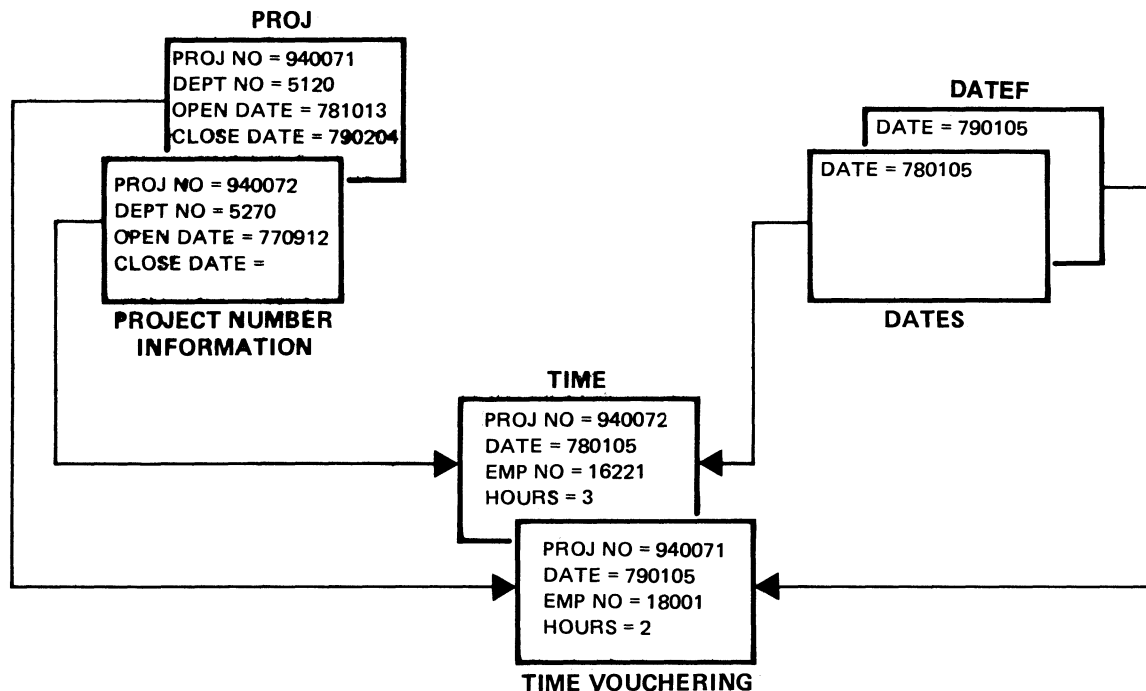 PROJ
PROJ NO = 940071
DEPT NO = 5120
OPEN DATE = 781013
CLOSE DATE = 790204
PROJ NO = 940072
DEPT NO = 5270
OPEN DATE = 770912
CLOSE DATE =
PROJECT NUMBER
INFORMATION
DATEF
DATE = 790105
DATE = 780105
DATES
TIME
PROJ NO = 940072
DATE = 780105
EMP NO = 16221
HOURS = 3
PROJ NO = 940071
DATE = 790105
EMP NO = 18001
HOURS = 2
TIME VOUCHERING